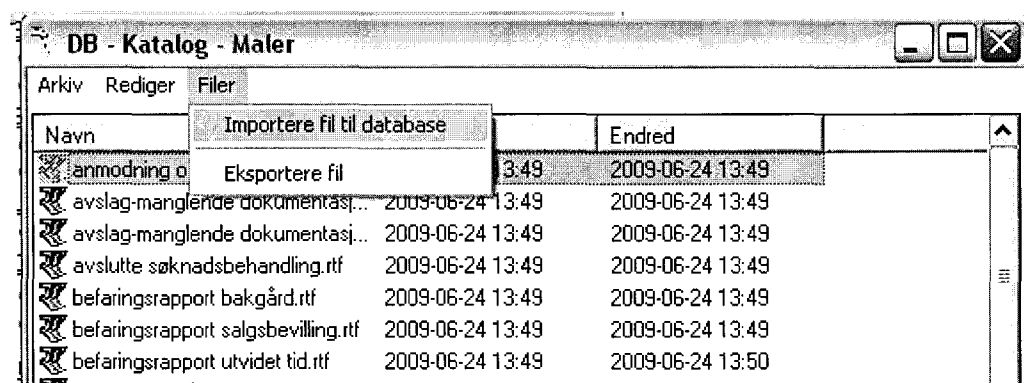 DB - Katalog - Maler
Arkiv Rediger Filer
Importere fil til database
Eksportere fil
Navn Endred
anmodning o 3:49 2009-06-24 13:49
avslag-manglende dokumentasj... 2009-06-24 13:49 2009-06-24 13:49
avslag-manglende dokumentasj... 2009-06-24 13:49 2009-06-24 13:49
avslutte søknadsbehandling.rtf 2009-06-24 13:49 2009-06-24 13:49
befaringsrapport bakgård.rtf 2009-06-24 13:49 2009-06-24 13:49
befaringsrapport salgsbevilling.rtf 2009-06-24 13:49 2009-06-24 13:49
befaringsrapport utvidet tid.rtf 2009-06-24 13:49 2009-06-24 13:50